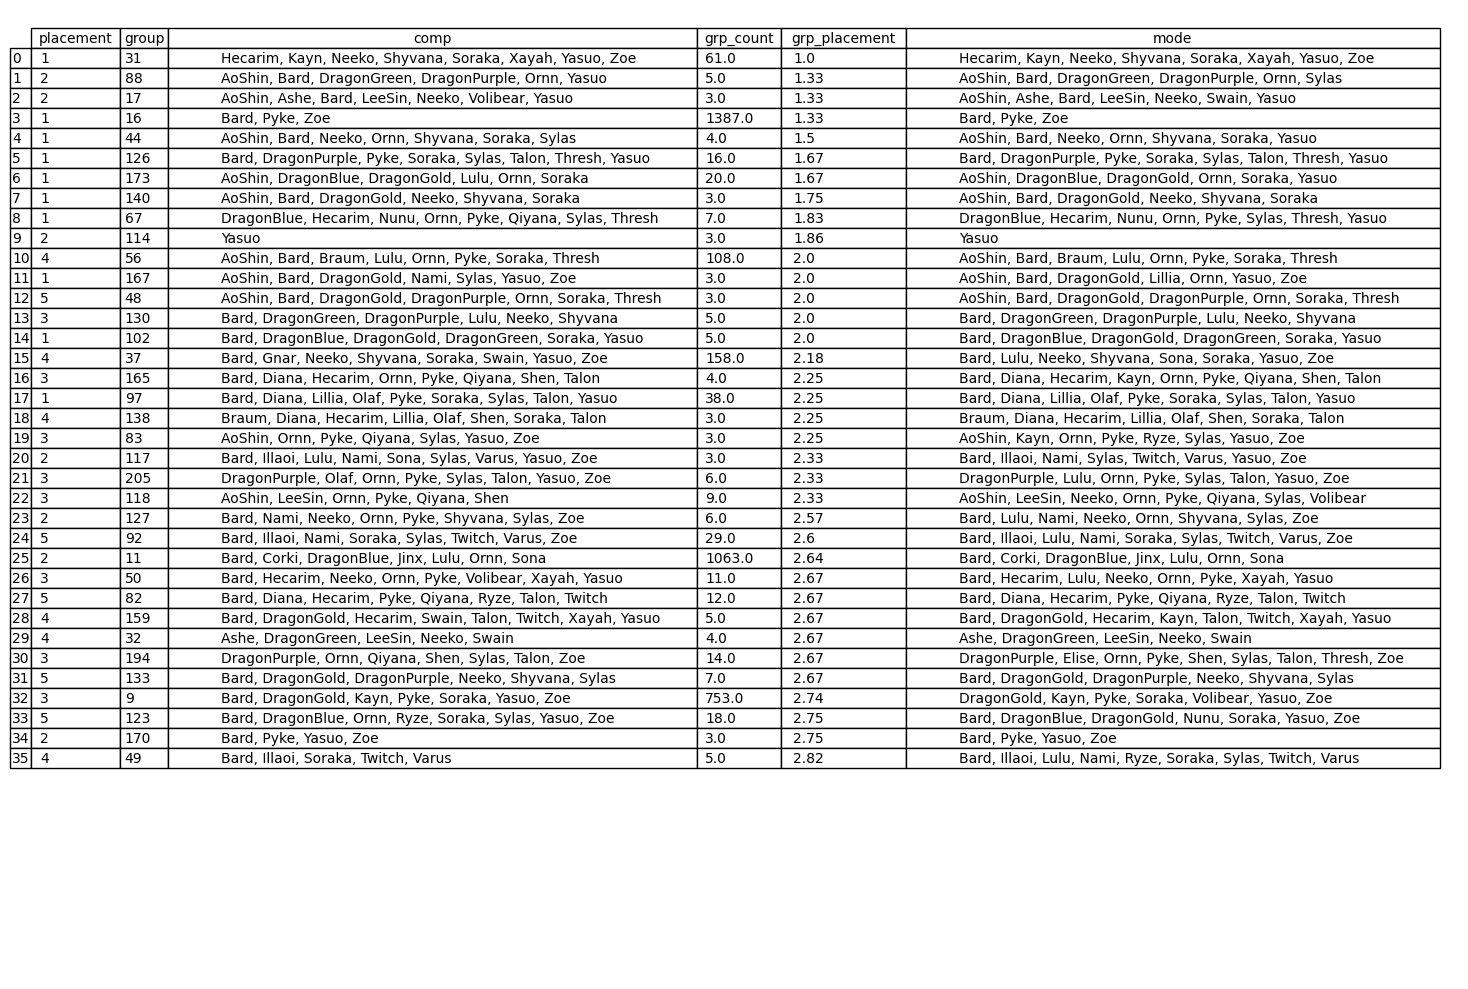 placement group comp grp_count grp_placement mode
0 1 31 Hecarim, Kayn, Neeko, Shyvana, Soraka, Xayah, Yasuo, Zoe 61.0 1.0 Hecarim, Kayn, Neeko, Shyvana, Soraka, Xayah, Yasuo, Zoe
1 2 88 AoShin, Bard, DragonGreen, DragonPurple, Ornn, Yasuo 5.0 1.33 AoShin, Bard, DragonGreen, DragonPurple, Ornn, Sylas
2 2 17 AoShin, Ashe, Bard, LeeSin, Neeko, Volibear, Yasuo 3.0 1.33 AoShin, Ashe, Bard, LeeSin, Neeko, Swain, Yasuo
3 1 16 Bard, Pyke, Zoe 1387.0 1.33 Bard, Pyke, Zoe
4 1 44 AoShin, Bard, Neeko, Ornn, Shyvana, Soraka, Sylas 4.0 1.5 AoShin, Bard, Neeko, Ornn, Shyvana, Soraka, Yasuo
5 1 126 Bard, DragonPurple, Pyke, Soraka, Sylas, Talon, Thresh, Yasuo 16.0 1.67 Bard, DragonPurple, Pyke, Soraka, Sylas, Talon, Thresh, Yasuo
6 1 173 AoShin, DragonBlue, DragonGold, Lulu, Ornn, Soraka 20.0 1.67 AoShin, DragonBlue, DragonGold, Ornn, Soraka, Yasuo
7 1 140 AoShin, Bard, DragonGold, Neeko, Shyvana, Soraka 3.0 1.75 AoShin, Bard, DragonGold, Neeko, Shyvana, Soraka
8 1 67 DragonBlue, Hecarim, Nunu, Ornn, Pyke, Qiyana, Sylas, Thresh 7.0 1.83 DragonBlue, Hecarim, Nunu, Ornn, Pyke, Sylas, Thresh, Yasuo
9 2 114 Yasuo 3.0 1.86 Yasuo
10 4 56 AoShin, Bard, Braum, Lulu, Ornn, Pyke, Soraka, Thresh 108.0 2.0 AoShin, Bard, Braum, Lulu, Ornn, Pyke, Soraka, Thresh
11 1 167 AoShin, Bard, DragonGold, Nami, Sylas, Yasuo, Zoe 3.0 2.0 AoShin, Bard, DragonGold, Lillia, Ornn, Yasuo, Zoe
12 5 48 AoShin, Bard, DragonGold, DragonPurple, Ornn, Soraka, Thresh 3.0 2.0 AoShin, Bard, DragonGold, DragonPurple, Ornn, Soraka, Thresh
13 3 130 Bard, DragonGreen, DragonPurple, Lulu, Neeko, Shyvana 5.0 2.0 Bard, DragonGreen, DragonPurple, Lulu, Neeko, Shyvana
14 1 102 Bard, DragonBlue, DragonGold, DragonGreen, Soraka, Yasuo 5.0 2.0 Bard, DragonBlue, DragonGold, DragonGreen, Soraka, Yasuo
15 4 37 Bard, Gnar, Neeko, Shyvana, Soraka, Swain, Yasuo, Zoe 158.0 2.18 Bard, Lulu, Neeko, Shyvana, Sona, Soraka, Yasuo, Zoe
16 3 165 Bard, Diana, Hecarim, Ornn, Pyke, Qiyana, Shen, Talon 4.0 2.25 Bard, Diana, Hecarim, Kayn, Ornn, Pyke, Qiyana, Shen, Talon
17 1 97 Bard, Diana, Lillia, Olaf, Pyke, Soraka, Sylas, Talon, Yasuo 38.0 2.25 Bard, Diana, Lillia, Olaf, Pyke, Soraka, Sylas, Talon, Yasuo
18 4 138 Braum, Diana, Hecarim, Lillia, Olaf, Shen, Soraka, Talon 3.0 2.25 Braum, Diana, Hecarim, Lillia, Olaf, Shen, Soraka, Talon
19 3 83 AoShin, Ornn, Pyke, Qiyana, Sylas, Yasuo, Zoe 3.0 2.25 AoShin, Kayn, Ornn, Pyke, Ryze, Sylas, Yasuo, Zoe
20 2 117 Bard, Illaoi, Lulu, Nami, Sona, Sylas, Varus, Yasuo, Zoe 3.0 2.33 Bard, Illaoi, Nami, Sylas, Twitch, Varus, Yasuo, Zoe
21 3 205 DragonPurple, Olaf, Ornn, Pyke, Sylas, Talon, Yasuo, Zoe 6.0 2.33 DragonPurple, Lulu, Ornn, Pyke, Sylas, Talon, Yasuo, Zoe
22 3 118 AoShin, LeeSin, Ornn, Pyke, Qiyana, Shen 9.0 2.33 AoShin, LeeSin, Neeko, Ornn, Pyke, Qiyana, Sylas, Volibear
23 2 127 Bard, Nami, Neeko, Ornn, Pyke, Shyvana, Sylas, Zoe 6.0 2.57 Bard, Lulu, Nami, Neeko, Ornn, Shyvana, Sylas, Zoe
24 5 92 Bard, Illaoi, Nami, Soraka, Sylas, Twitch, Varus, Zoe 29.0 2.6 Bard, Illaoi, Lulu, Nami, Soraka, Sylas, Twitch, Varus, Zoe
25 2 11 Bard, Corki, DragonBlue, Jinx, Lulu, Ornn, Sona 1063.0 2.64 Bard, Corki, DragonBlue, Jinx, Lulu, Ornn, Sona
26 3 50 Bard, Hecarim, Neeko, Ornn, Pyke, Volibear, Xayah, Yasuo 11.0 2.67 Bard, Hecarim, Lulu, Neeko, Ornn, Pyke, Xayah, Yasuo
27 5 82 Bard, Diana, Hecarim, Pyke, Qiyana, Ryze, Talon, Twitch 12.0 2.67 Bard, Diana, Hecarim, Pyke, Qiyana, Ryze, Talon, Twitch
28 4 159 Bard, DragonGold, Hecarim, Swain, Talon, Twitch, Xayah, Yasuo 5.0 2.67 Bard, DragonGold, Hecarim, Kayn, Talon, Twitch, Xayah, Yasuo
29 4 32 Ashe, DragonGreen, LeeSin, Neeko, Swain 4.0 2.67 Ashe, DragonGreen, LeeSin, Neeko, Swain
30 3 194 DragonPurple, Ornn, Qiyana, Shen, Sylas, Talon, Zoe 14.0 2.67 DragonPurple, Elise, Ornn, Pyke, Shen, Sylas, Talon, Thresh, Zoe
31 5 133 Bard, DragonGold, DragonPurple, Neeko, Shyvana, Sylas 7.0 2.67 Bard, DragonGold, DragonPurple, Neeko, Shyvana, Sylas
32 3 9 Bard, DragonGold, Kayn, Pyke, Soraka, Yasuo, Zoe 753.0 2.74 DragonGold, Kayn, Pyke, Soraka, Volibear, Yasuo, Zoe
33 5 123 Bard, DragonBlue, Ornn, Ryze, Soraka, Sylas, Yasuo, Zoe 18.0 2.75 Bard, DragonBlue, DragonGold, Nunu, Soraka, Yasuo, Zoe
34 2 170 Bard, Pyke, Yasuo, Zoe 3.0 2.75 Bard, Pyke, Yasuo, Zoe
35 4 49 Bard, Illaoi, Soraka, Twitch, Varus 5.0 2.82 Bard, Illaoi, Lulu, Nami, Ryze, Soraka, Sylas, Twitch, Varus